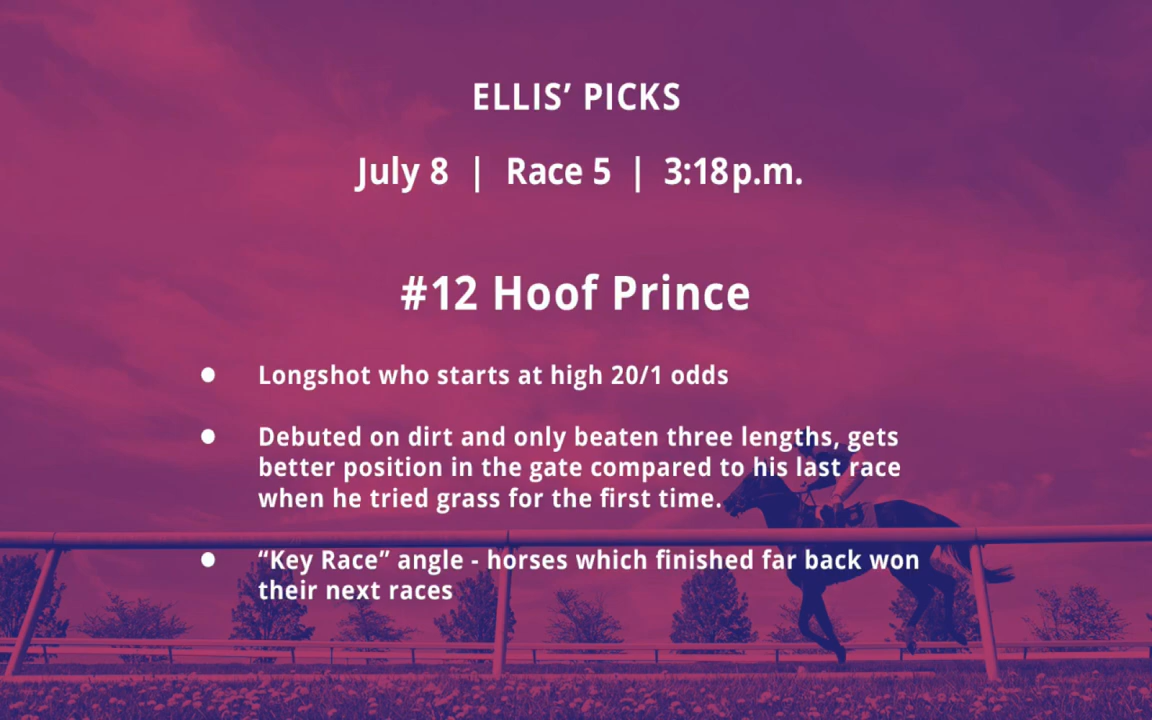 ELLIS’ PICKS
July 8 | Race 5 | 3:18p.m.
#12 Hoof Prince
● Longshot who starts at high 20/1 odds
● Debuted on dirt and only beaten three lengths, gets
better position in the gate compared to his last race
when he tried grass for the first time.
● “Key Race” angle - horses which finished far back won
their next races